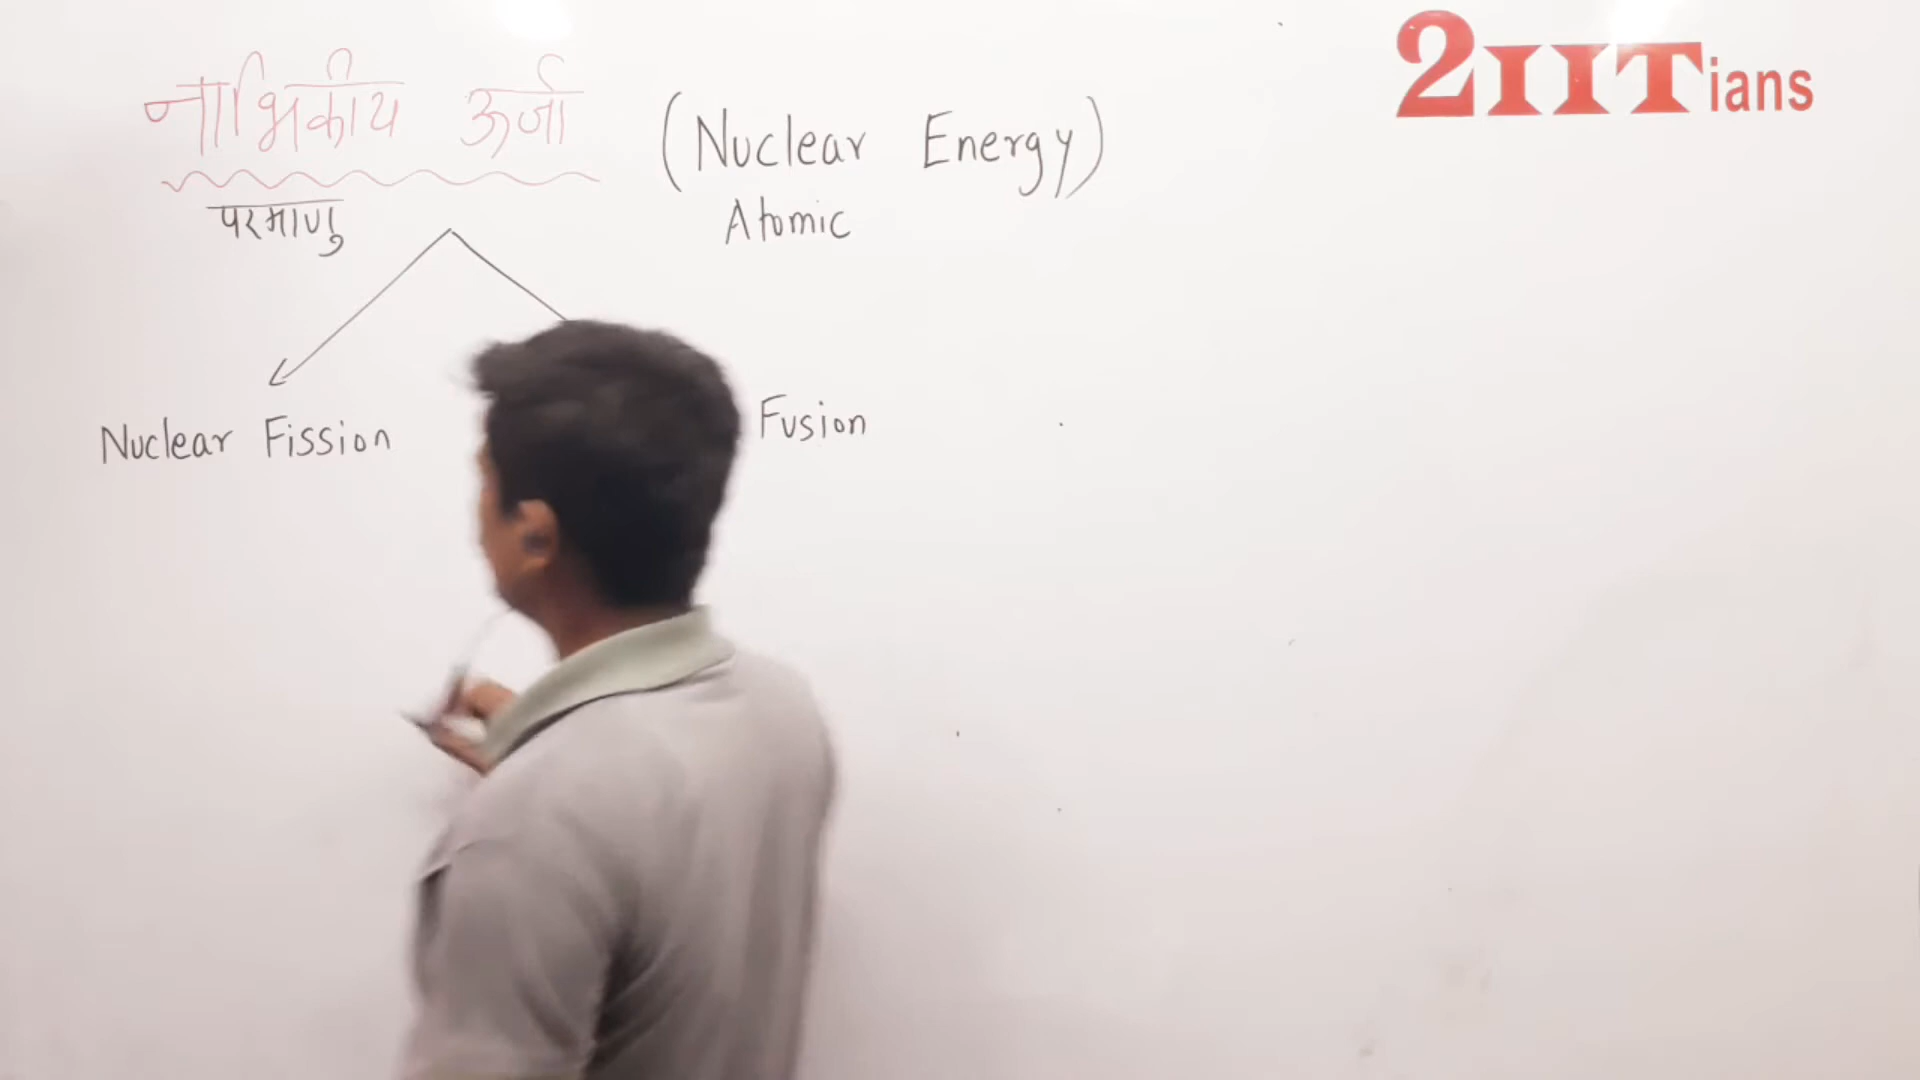 नाभिकीय ऊर्जा (Nuclear Energy)
परमाणु Atomic
Nuclear Fission Fusion
2IITians